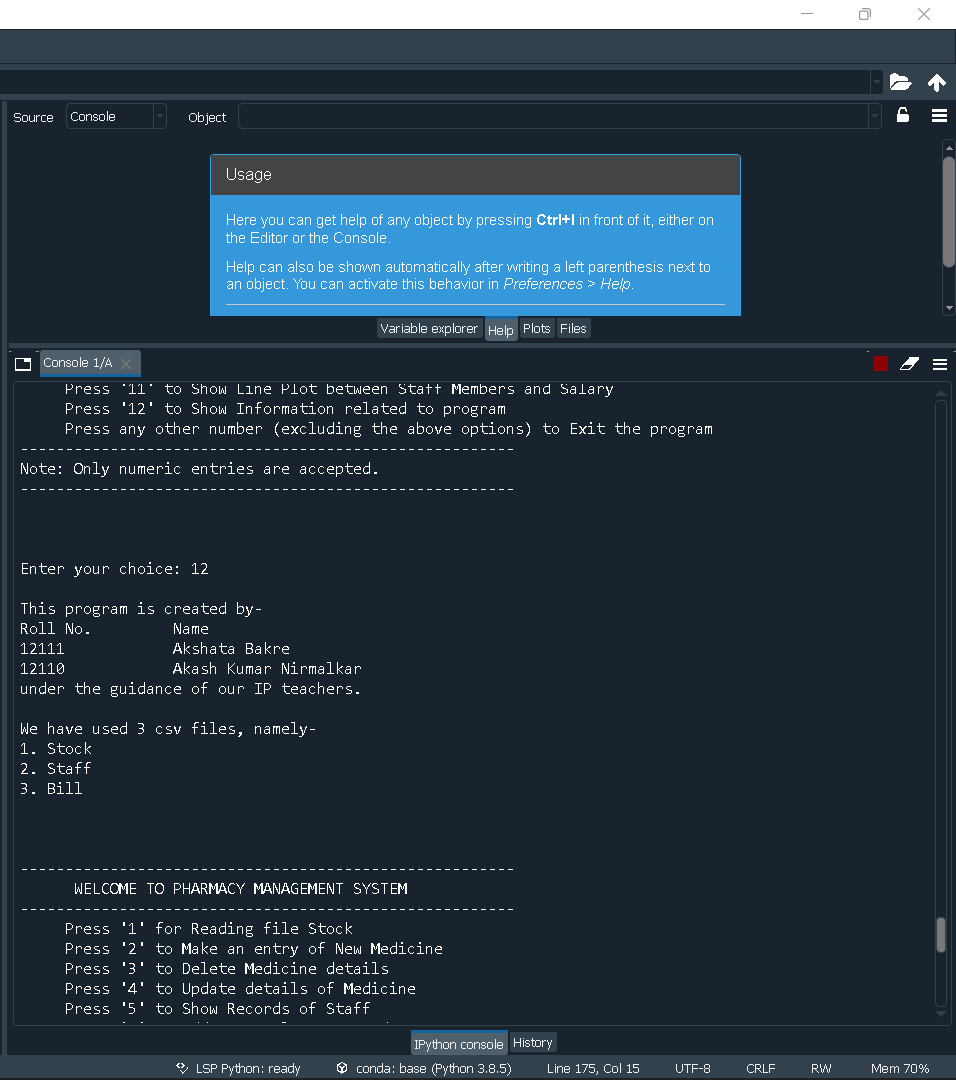 Source Console Object
Usage
Here you can get help of any object by pressing Ctrl+I in front of it, either on
the Editor or the Console.
Help can also be shown automatically after writing a left parenthesis next to
an object. You can activate this behavior in Preferences > Help.
Variable explorer Help Plots Files
Console 1/A
Press '11' to Show Line Plot between Staff Members and Salary
Press '12' to Show Information related to program
Press any other number (excluding the above options) to Exit the program
-------------------------------------------------------
Note: Only numeric entries are accepted.
-------------------------------------------------------
Enter your choice: 12
This program is created by-
Roll No. Name
12111 Akshata Bakre
12110 Akash Kumar Nirmalkar
under the guidance of our IP teachers.
We have used 3 csv files, namely-
1. Stock
2. Staff
3. Bill
-------------------------------------------------------
WELCOME TO PHARMACY MANAGEMENT SYSTEM
-------------------------------------------------------
Press '1' for Reading file Stock
Press '2' to Make an entry of New Medicine
Press '3' to Delete Medicine details
Press '4' to Update details of Medicine
Press '5' to Show Records of Staff
IPython console History
LSP Python: ready conda: base (Python 3.8.5) Line 175, Col 15 UTF-8 CRLF RW Mem 70%